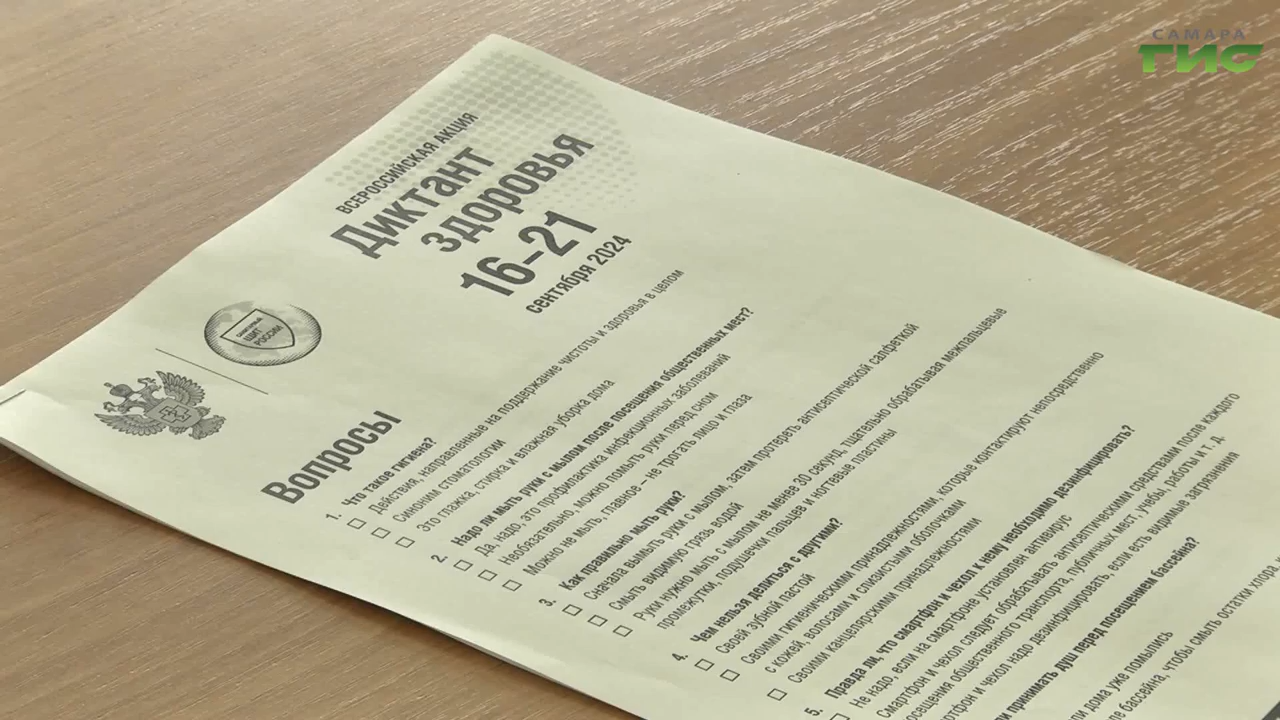 САМАРА
ГИС
ВСЕРОССИЙСКАЯ АКЦИЯ
Диктант
здоровья
16-21
сентября 2024
САНИТАРНЫЙ
ЩИТ
РОССИИ
Вопросы
1. Что такое гигиена?
Действия, направленные на поддержание чистоты и здоровья в целом
Синоним стоматологии
Это глажка, стирка и влажная уборка дома
2. Надо ли мыть руки с мылом после посещения общественных мест?
Да, надо, это профилактика инфекционных заболеваний
Необязательно, можно помыть руки перед сном
Можно не мыть, главное – не трогать лицо и глаза
3. Как правильно мыть руки?
Сначала вымыть руки с мылом, затем протереть антисептической салфеткой
Смыть видимую грязь водой
Руки нужно мыть с мылом не менее 30 секунд, тщательно обрабатывая межпальцевые
промежутки, подушечки пальцев и ногтевые пластины
4. Чем нельзя делиться с другими?
Своей зубной пастой
Своими гигиеническими принадлежностями, которые контактируют непосредственно
с кожей, волосами и слизистыми оболочками
Своими канцелярскими принадлежностями
5. Правда ли, что смартфон и чехол к нему необходимо дезинфицировать?
Не надо, если на смартфоне установлен антивирус
Смартфон и чехол следует обрабатывать антисептическими средствами после каждого
посещения общественного транспорта, публичных мест, учебы, работы и т. д.
и чехол надо дезинфицировать, если есть видимые загрязнения
принимать душ перед посещением бассейна?
дома уже помылись
бассейна, чтобы смыть остатки хлора